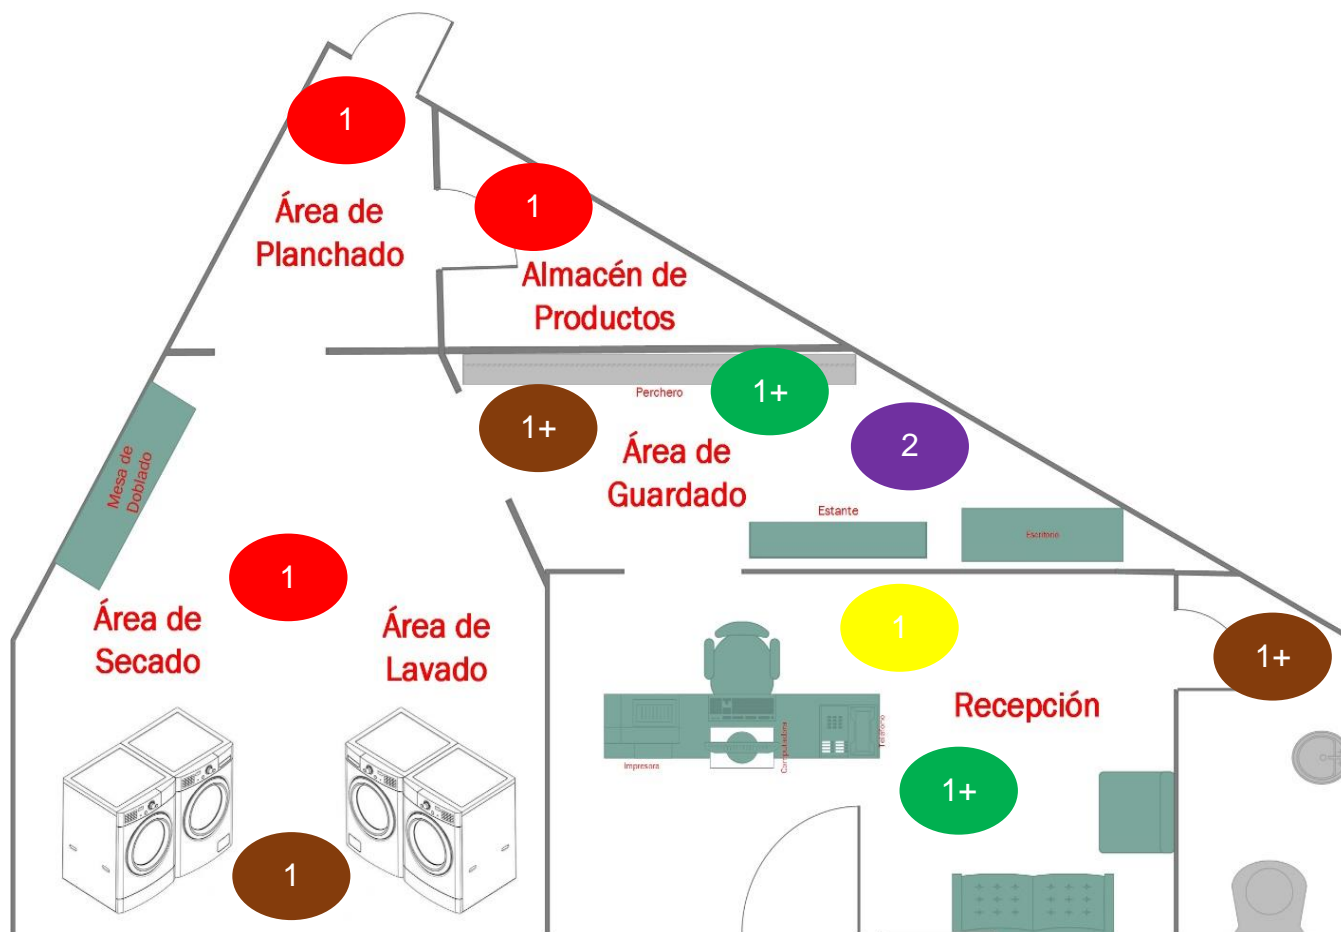 1
1
Área de
Planchado
Almacén de
Productos
Perchero
1+
1+
2
Área de
Guardado
Mesa de
Doblado
Estante
Escritorio
1
1
Área de
Secado
Área de
Lavado
1+
Recepción
Impresora
Computadora
Teléfono
1+
1